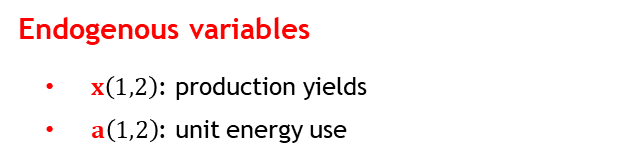 Endogenous variables
• x(1,2): production yields
• a(1,2): unit energy use